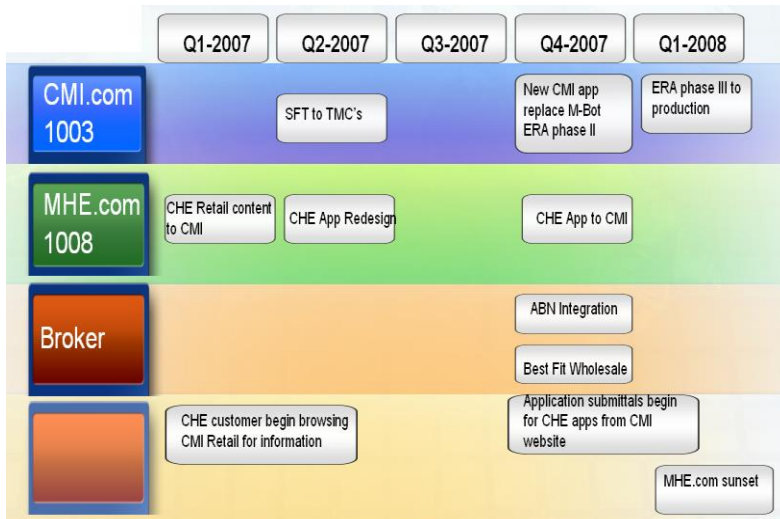 Q1-2007 Q2-2007 Q3-2007 Q4-2007 Q1-2008
CMI.com
1003
SFT to TMC's
New CMI app
replace M-Bot
ERA phase II
ERA phase III to
production
MHE.com
1008
CHE Retail content
to CMI
CHE App Redesign
CHE App to CMI
Broker
ABN Integration
Best Fit Wholesale
CHE customer begin browsing
CMI Retail for information
Application submittals begin
for CHE apps from CMI
website
MHE.com sunset